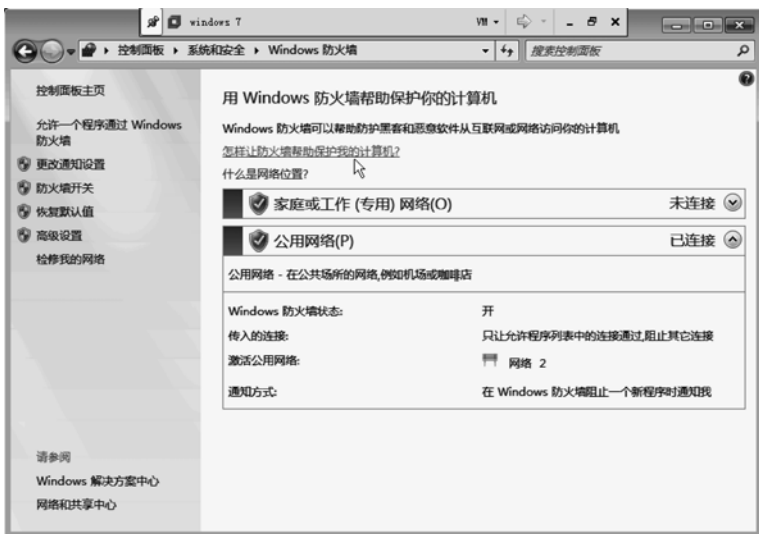 windows 7
VM
控制面板 系统和安全 Windows 防火墙
搜索控制面板
控制面板主页
允许一个程序通过 Windows
防火墙
更改通知设置
防火墙开关
恢复默认值
高级设置
检修我的网络
请参阅
Windows 解决方案中心
网络和共享中心
用 Windows 防火墙帮助保护你的计算机
Windows 防火墙可以帮助防护黑客和恶意软件从互联网或网络访问你的计算机
怎样让防火墙帮助保护我的计算机?
什么是网络位置?
家庭或工作 (专用) 网络(O) 未连接
公用网络(P) 已连接
公用网络 - 在公共场所的网络,例如机场或咖啡店
Windows 防火墙状态: 开
传入的连接: 只让允许程序列表中的连接通过,阻止其它连接
激活公用网络: 网络 2
通知方式: 在 Windows 防火墙阻止一个新程序时通知我